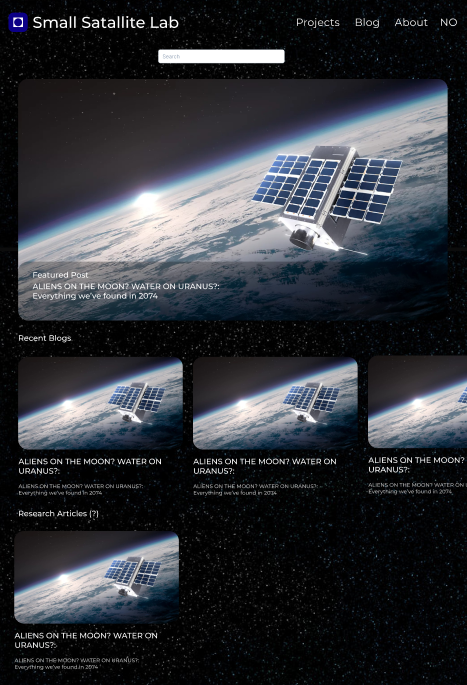 Small Satallite Lab
Projects Blog About NO
Search
Featured Post
ALIENS ON THE MOON? WATER ON URANUS?:
Everything we've found in 2074
Recent Blogs
ALIENS ON THE MOON? WATER ON
URANUS?:
ALIENS ON THE MOON? WATER ON URANUS?:
Everything we've found in 2074
ALIENS ON THE MOON? WATER ON
URANUS?:
ALIENS ON THE MOON? WATER ON URANUS?:
Everything we've found in 2074
ALIENS ON THE MOON? WATER
URANUS?:
ALIENS ON THE MOON? WATER ON
Everything we've found in 2074
Research Articles (?)
ALIENS ON THE MOON? WATER ON
URANUS?:
ALIENS ON THE MOON? WATER ON URANUS?:
Everything we've found in 2074